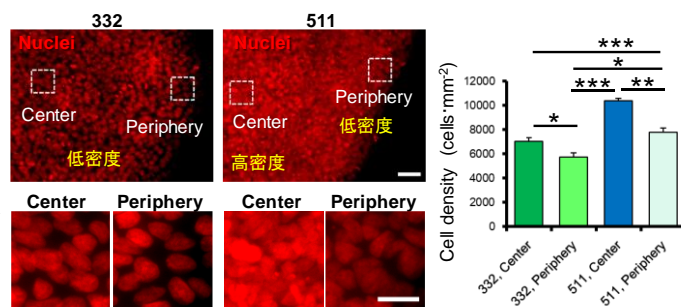 332
511
Nuclei
Center
Periphery
低密度
Nuclei
Center
Periphery
低密度
高密度
Center
Periphery
Center
Periphery
Cell density (cells·mm-2)
12000
10000
8000
6000
4000
2000
0
***
*
***
**
*
332, Center
332, Periphery
511, Center
511, Periphery